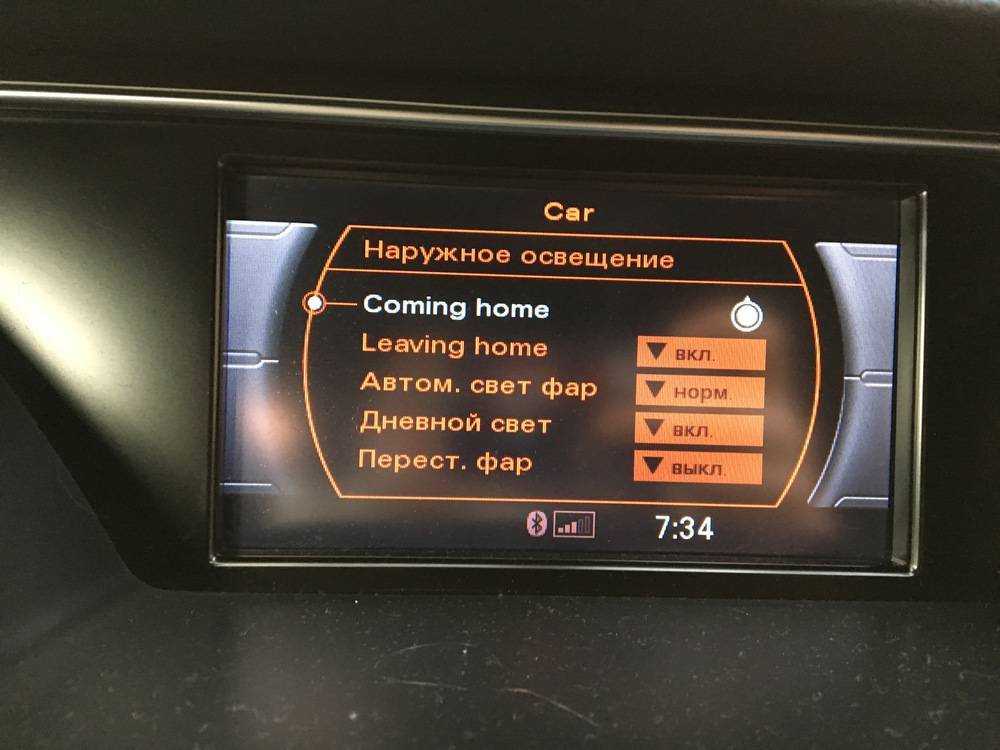 Car
Наружное освещение
Coming home
Leaving home вкл.
Автом. свет фар норм.
Дневной свет вкл.
Перест. фар выкл.
7:34